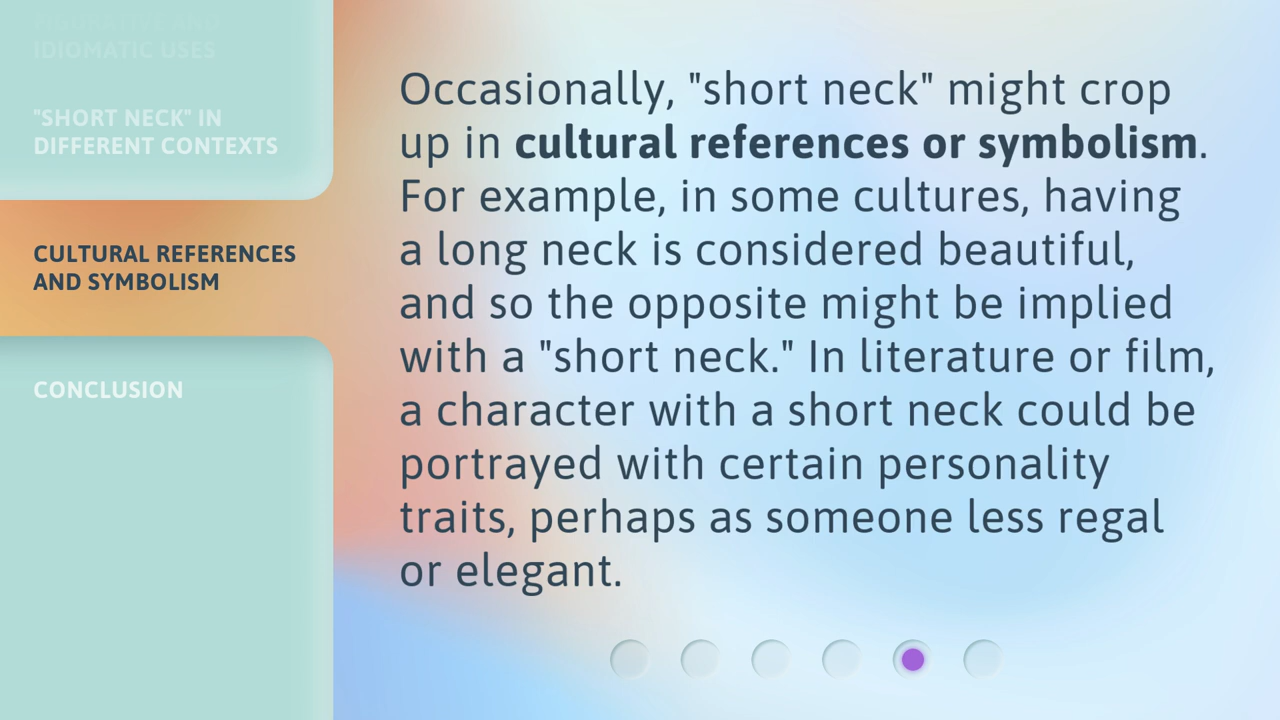 IDIOMATIC USES
"SHORT NECK" IN
DIFFERENT CONTEXTS
CULTURAL REFERENCES
AND SYMBOLISM
CONCLUSION
Occasionally, "short neck" might crop
up in cultural references or symbolism.
For example, in some cultures, having
a long neck is considered beautiful,
and so the opposite might be implied
with a "short neck." In literature or film,
a character with a short neck could be
portrayed with certain personality
traits, perhaps as someone less regal
or elegant.